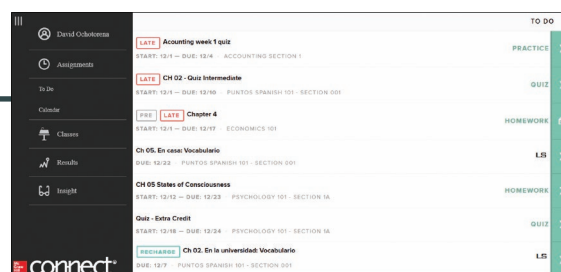 TO DO
David Ochotorena
Assignments
To Do
Calendar
Classes
Results
Insight
connect®
LATE Acounting week 1 quiz
START: 12/1 — DUE: 12/4 · ACCOUNTING SECTION 1
PRACTICE
LATE CH 02 - Quiz Intermediate
START: 12/1 — DUE: 12/10 · PUNTOS SPANISH 101 - SECTION 001
QUIZ
PRE LATE Chapter 4
START: 12/1 — DUE: 12/17 · ECONOMICS 101
HOMEWORK
Ch 05. En casa: Vocabulario
DUE: 12/22 · PUNTOS SPANISH 101 - SECTION 001
LS
CH 05 States of Consciousness
START: 12/12 — DUE: 12/23 · PSYCHOLOGY 101 - SECTION 1A
HOMEWORK
Quiz - Extra Credit
START: 12/18 — DUE: 12/24 · PSYCHOLOGY 101 - SECTION 1A
QUIZ
RECHARGE Ch 02. En la universidad: Vocabulario
DUE: 12/7 · PUNTOS SPANISH 101 - SECTION 001
LS